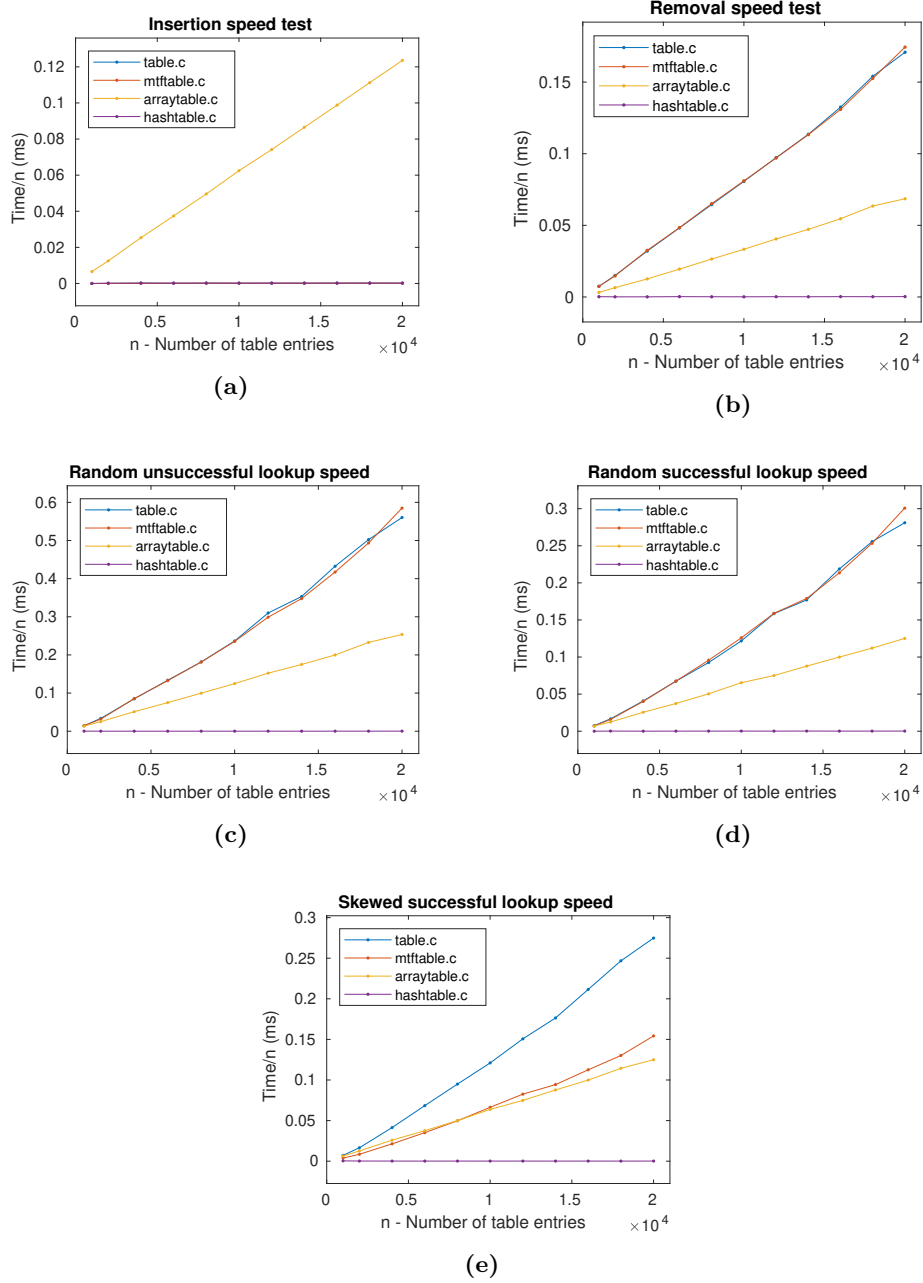 Insertion speed test
0.12
0.1
0.08
0.06
0.04
0.02
0
Time/n (ms)
table.c
mtftable.c
arraytable.c
hashtable.c
0
0.5
1
1.5
2
n - Number of table entries
×10^4
(a)
Removal speed test
0.15
0.1
0.05
0
Time/n (ms)
table.c
mtftable.c
arraytable.c
hashtable.c
0
0.5
1
1.5
2
n - Number of table entries
×10^4
(b)
Random unsuccessful lookup speed
0.6
0.5
0.4
0.3
0.2
0.1
0
Time/n (ms)
table.c
mtftable.c
arraytable.c
hashtable.c
0
0.5
1
1.5
2
n - Number of table entries
×10^4
(c)
Random successful lookup speed
0.3
0.25
0.2
0.15
0.1
0.05
0
Time/n (ms)
table.c
mtftable.c
arraytable.c
hashtable.c
0
0.5
1
1.5
2
n - Number of table entries
×10^4
(d)
Skewed successful lookup speed
0.3
0.25
0.2
0.15
0.1
0.05
0
Time/n (ms)
table.c
mtftable.c
arraytable.c
hashtable.c
0
0.5
1
1.5
2
n - Number of table entries
×10^4
(e)